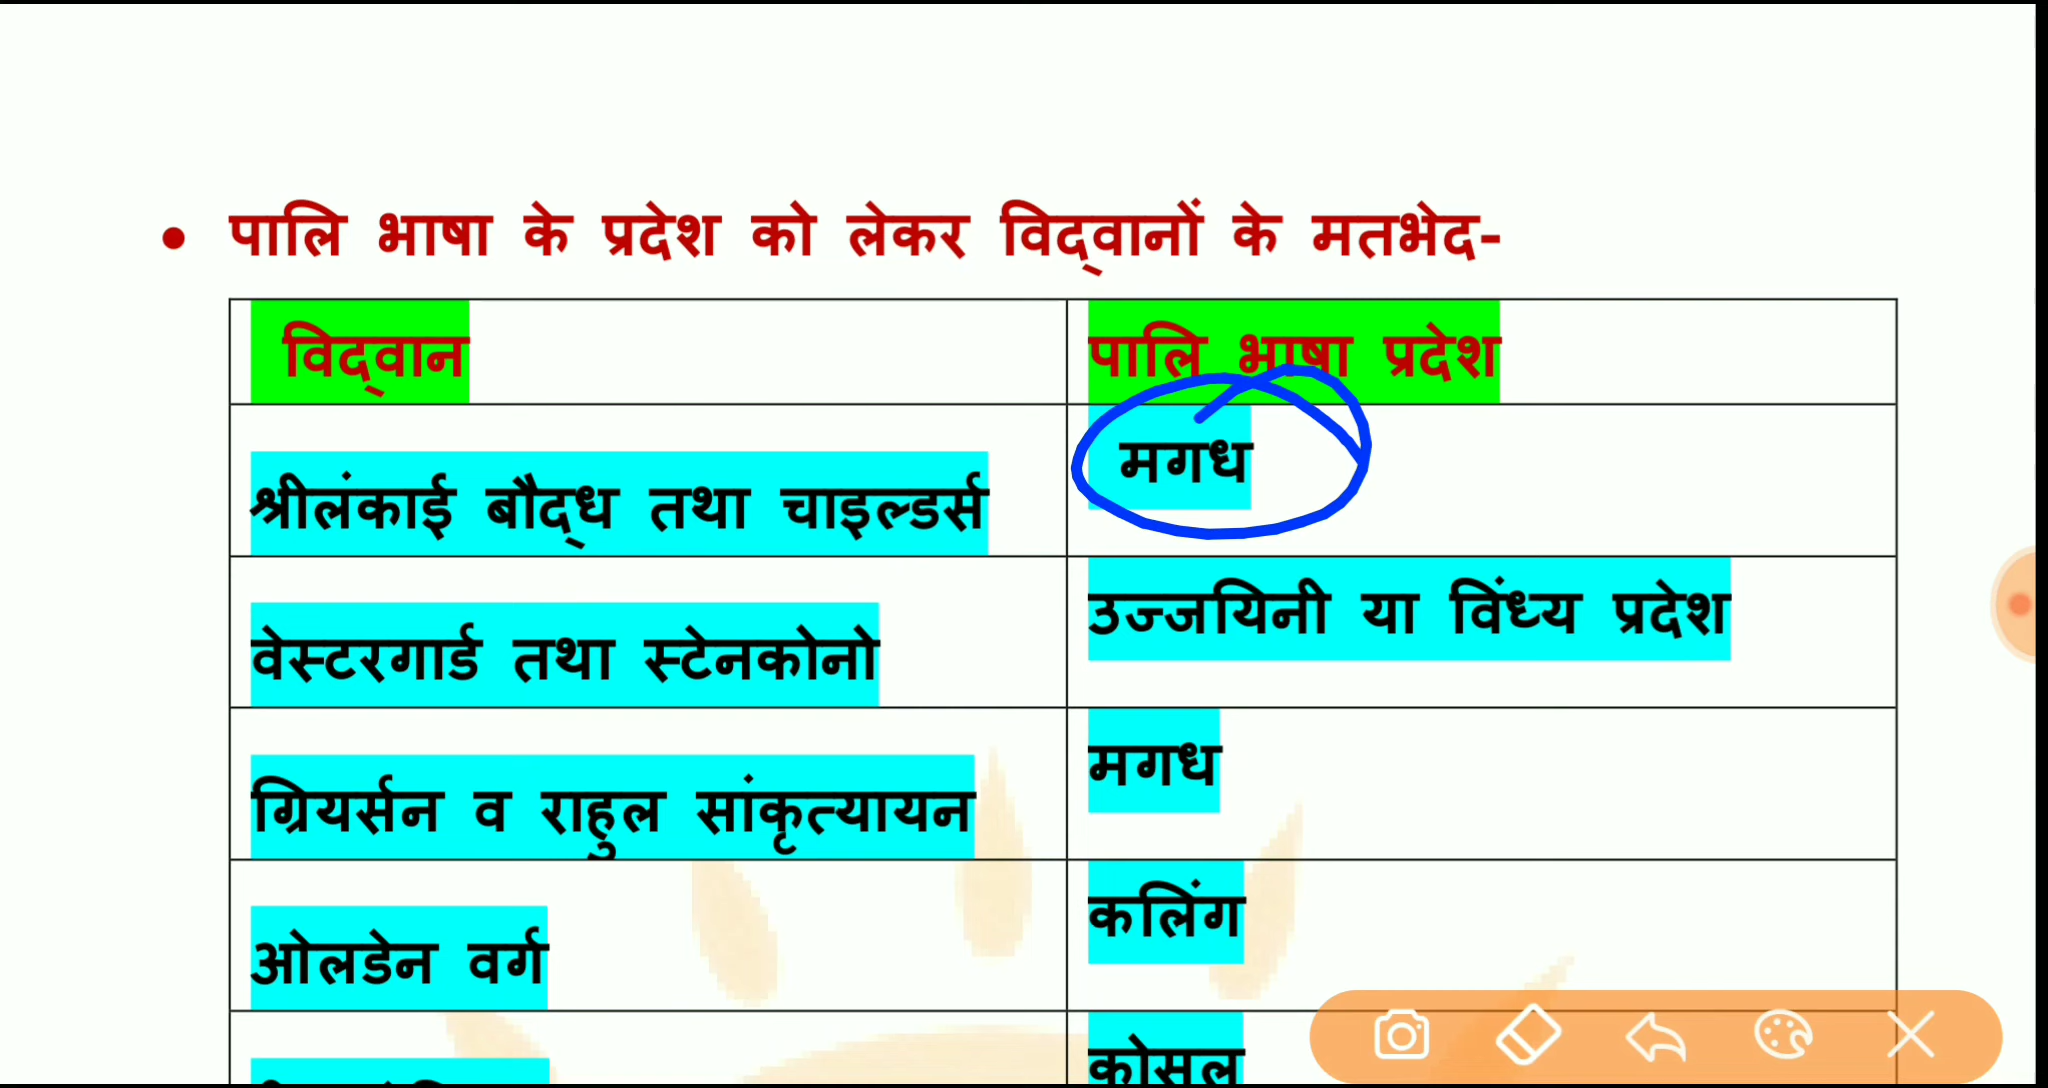 • पालि भाषा के प्रदेश को लेकर विद्वानों के मतभेद-
विद्वान पालि भाषा प्रदेश
श्रीलंकाई बौद्ध तथा चाइल्डर्स मगध
वेस्टरगार्ड तथा स्टेनकोनो उज्जयिनी या विंध्य प्रदेश
ग्रियर्सन व राहुल सांकृत्यायन मगध
ओलडेन वर्ग कलिंग
कोसल